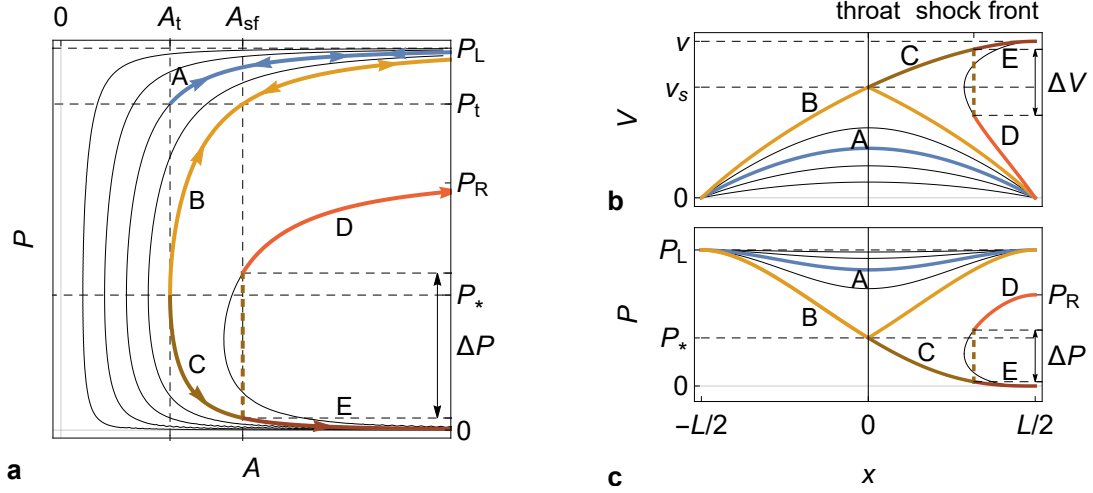 0 A_t A_sf
P_L
P_t
P_R
P_*
ΔP
0
P
A
B
C
D
E
A
a
throat shock front
v
v_s
V
0
A
B
C
D
E
ΔV
b
P_L
P
P_*
0
A
B
C
D
E
P_R
ΔP
−L/2 0 L/2
x
c